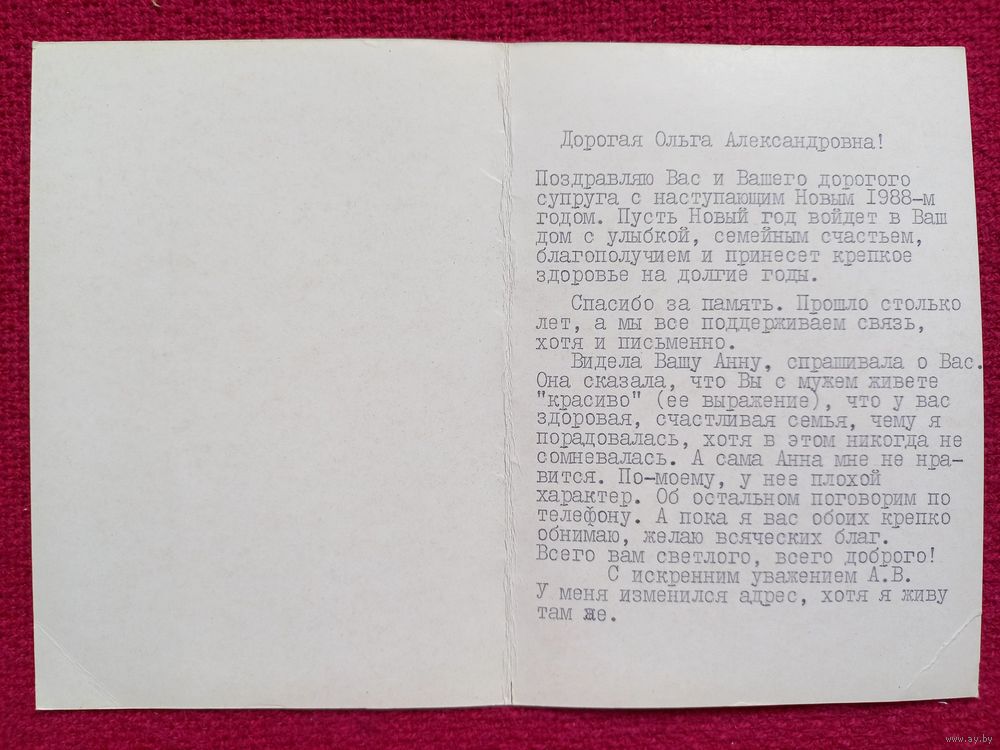 Дорогая Ольга Александровна!
Поздравляю Вас и Вашего дорогого
супруга с наступающим Новым 1988-м
годом. Пусть Новый год войдет в Ваш
дом с улыбкой, семейным счастьем,
благополучием и принесет крепкое
здоровье на долгие годы.
Спасибо за память. Прошло столько
лет, а мы все поддерживаем связь,
хотя и письменно.
Видела Вашу Анну, спрашивала о Вас.
Она сказала, что Вы с мужем живете
"красиво" (ее выражение), что у вас
здоровая, счастливая семья, чему я
порадовалась, хотя в этом никогда не
сомневалась. А сама Анна мне не нра-
вится. По-моему, у нее плохой
характер. Об остальном поговорим по
телефону. А пока я вас обоих крепко
обнимаю, желаю всяческих благ.
Всего вам светлого, всего доброго!
С искренним уважением А.В.
У меня изменился адрес, хотя я живу
там же.
www.ay.by